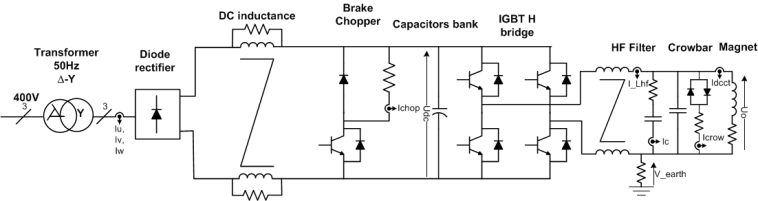 DC inductance
Brake
Chopper
Capacitors bank
IGBT H
bridge
Transformer
50Hz
Δ-Y
Diode
rectifier
HF Filter
Crowbar
Magnet
400V
3
Δ
Y
3
Iu,
Iv,
Iw
Ichop
Udc
I_Lhf
Idcct
Uo
Ic
Icrow
V_earth